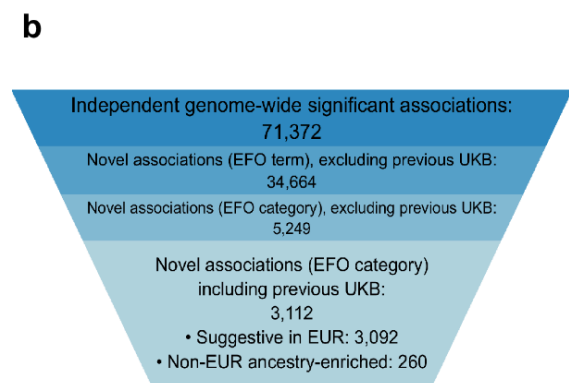 b
Independent genome-wide significant associations:
71,372
Novel associations (EFO term), excluding previous UKB:
34,664
Novel associations (EFO category), excluding previous UKB:
5,249
Novel associations (EFO category)
including previous UKB:
3,112
• Suggestive in EUR: 3,092
• Non-EUR ancestry-enriched: 260